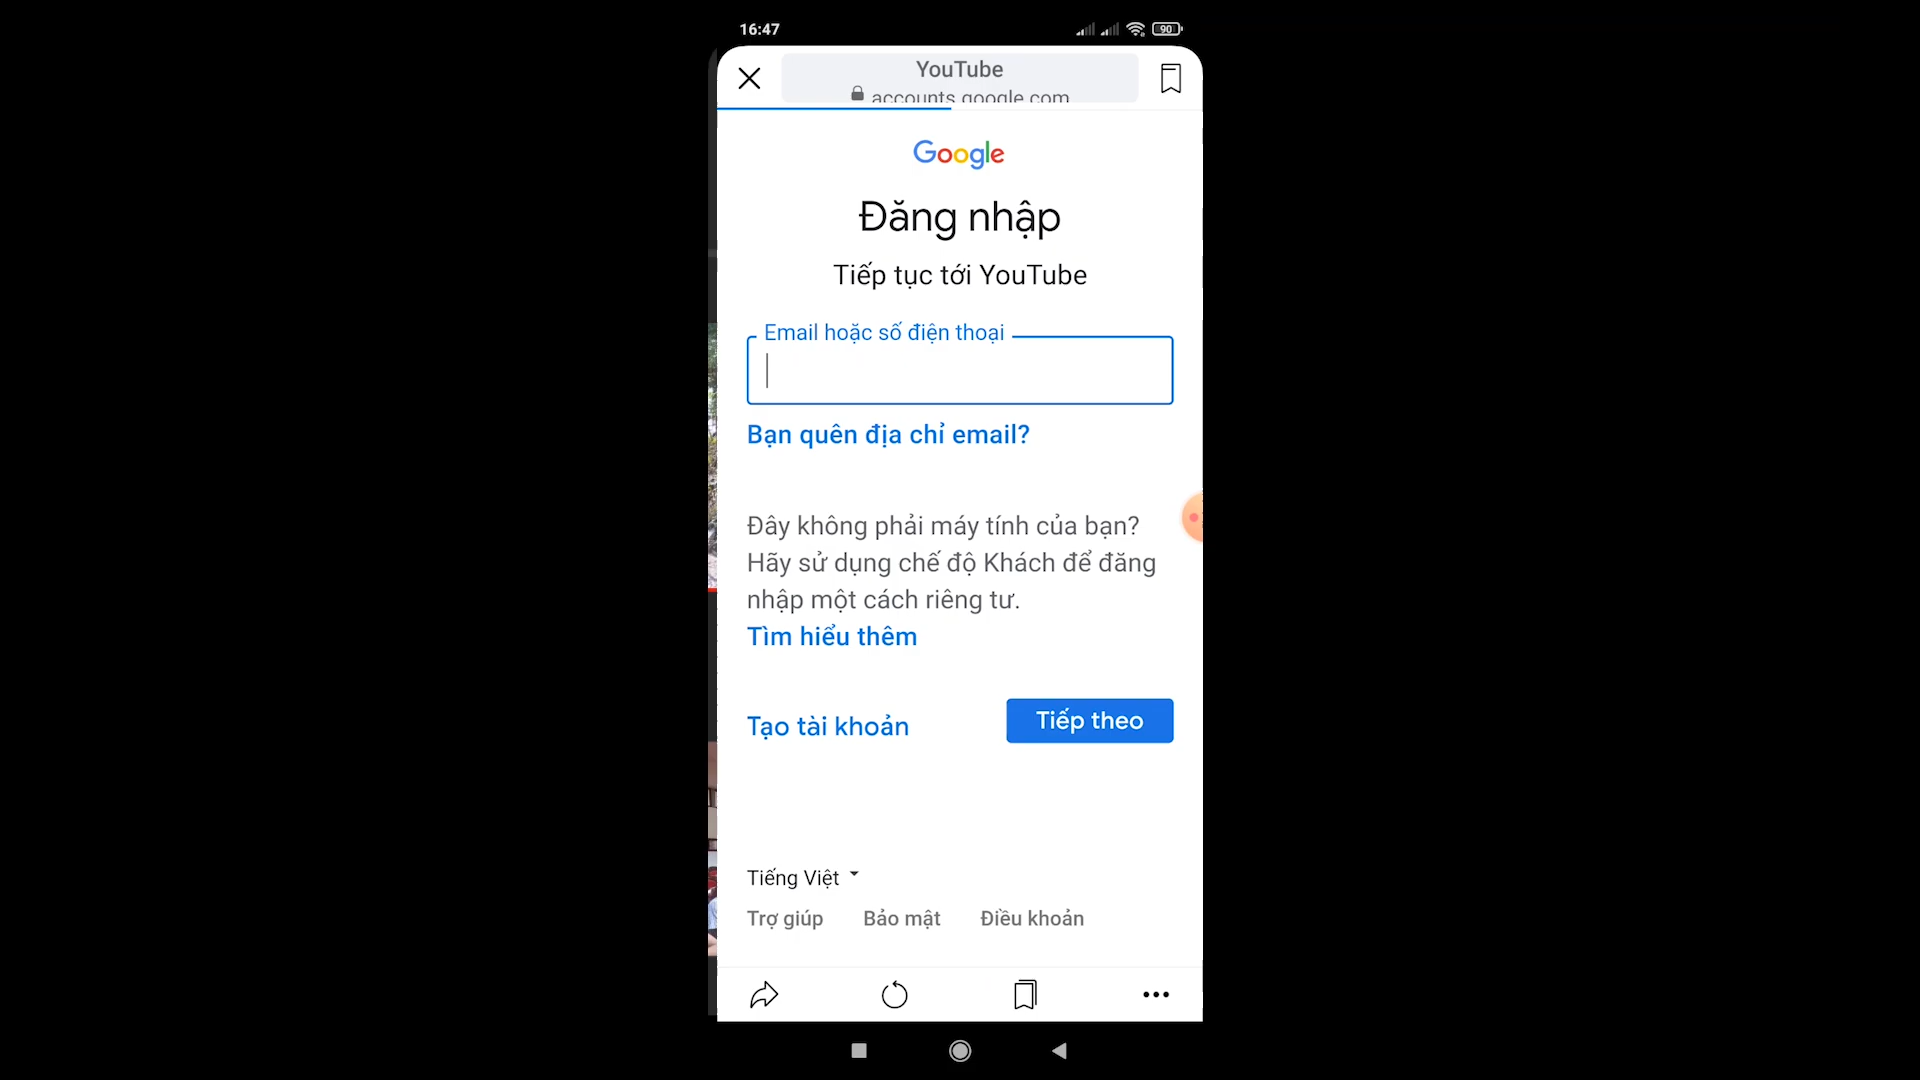 16:47
90
YouTube
accounts.google.com
Google
Đăng nhập
Tiếp tục tới YouTube
Email hoặc số điện thoại
Bạn quên địa chỉ email?
Đây không phải máy tính của bạn?
Hãy sử dụng chế độ Khách để đăng
nhập một cách riêng tư.
Tìm hiểu thêm
Tạo tài khoản
Tiếp theo
Tiếng Việt
Trợ giúp
Bảo mật
Điều khoản